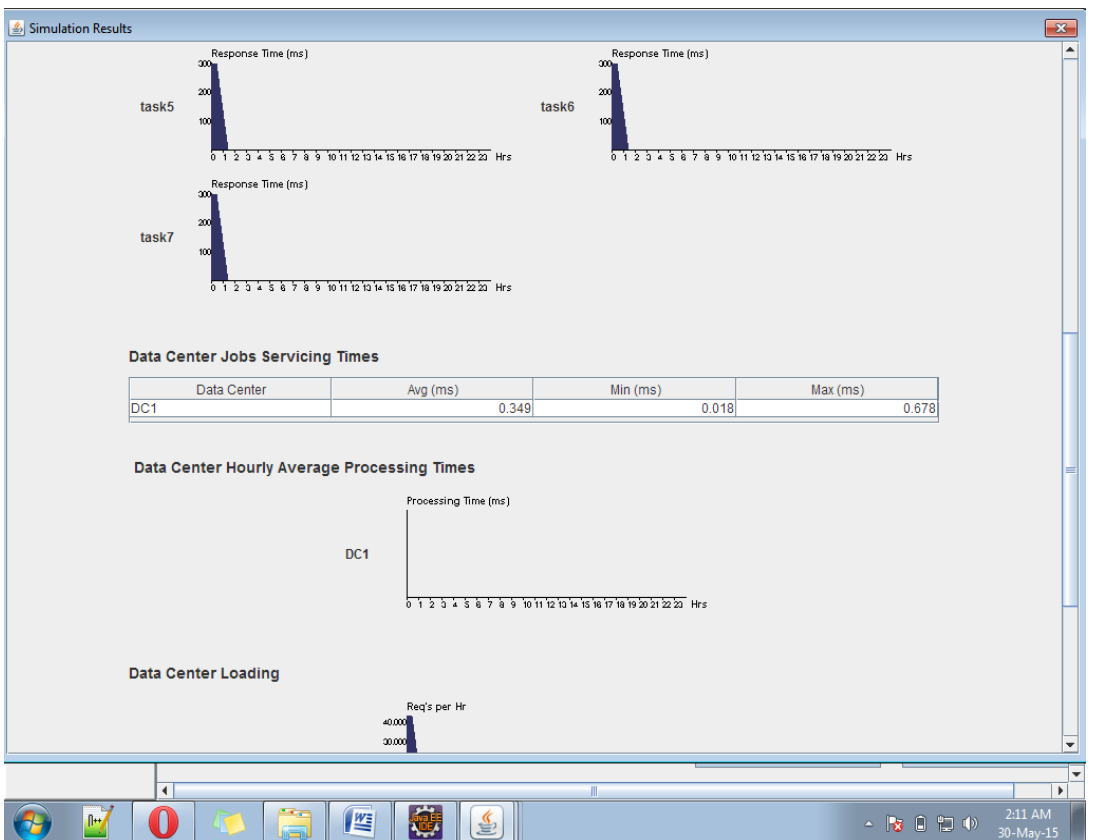 Simulation Results
Response Time (ms)
300
200
100
task5
0 1 2 3 4 5 6 7 8 9 10 11 12 13 14 15 16 17 18 19 20 21 22 23 Hrs
Response Time (ms)
300
200
100
task6
0 1 2 3 4 5 6 7 8 9 10 11 12 13 14 15 16 17 18 19 20 21 22 23 Hrs
Response Time (ms)
300
200
100
task7
0 1 2 3 4 5 6 7 8 9 10 11 12 13 14 15 16 17 18 19 20 21 22 23 Hrs
Data Center Jobs Servicing Times
Data Center Avg (ms) Min (ms) Max (ms)
DC1 0.349 0.018 0.678
Data Center Hourly Average Processing Times
Processing Time (ms)
DC1
0 1 2 3 4 5 6 7 8 9 10 11 12 13 14 15 16 17 18 19 20 21 22 23 Hrs
Data Center Loading
Req's per Hr
40,000
30,000
n++
W
Java EE
IDE
2:11 AM
30-May-15